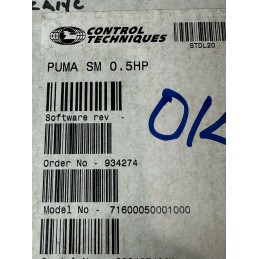 CONTROL
TECHNIQUES
STDL20
PUMA SM 0.5HP
Software rev -
OK
Order No - 934274
Model No - 71600050001000